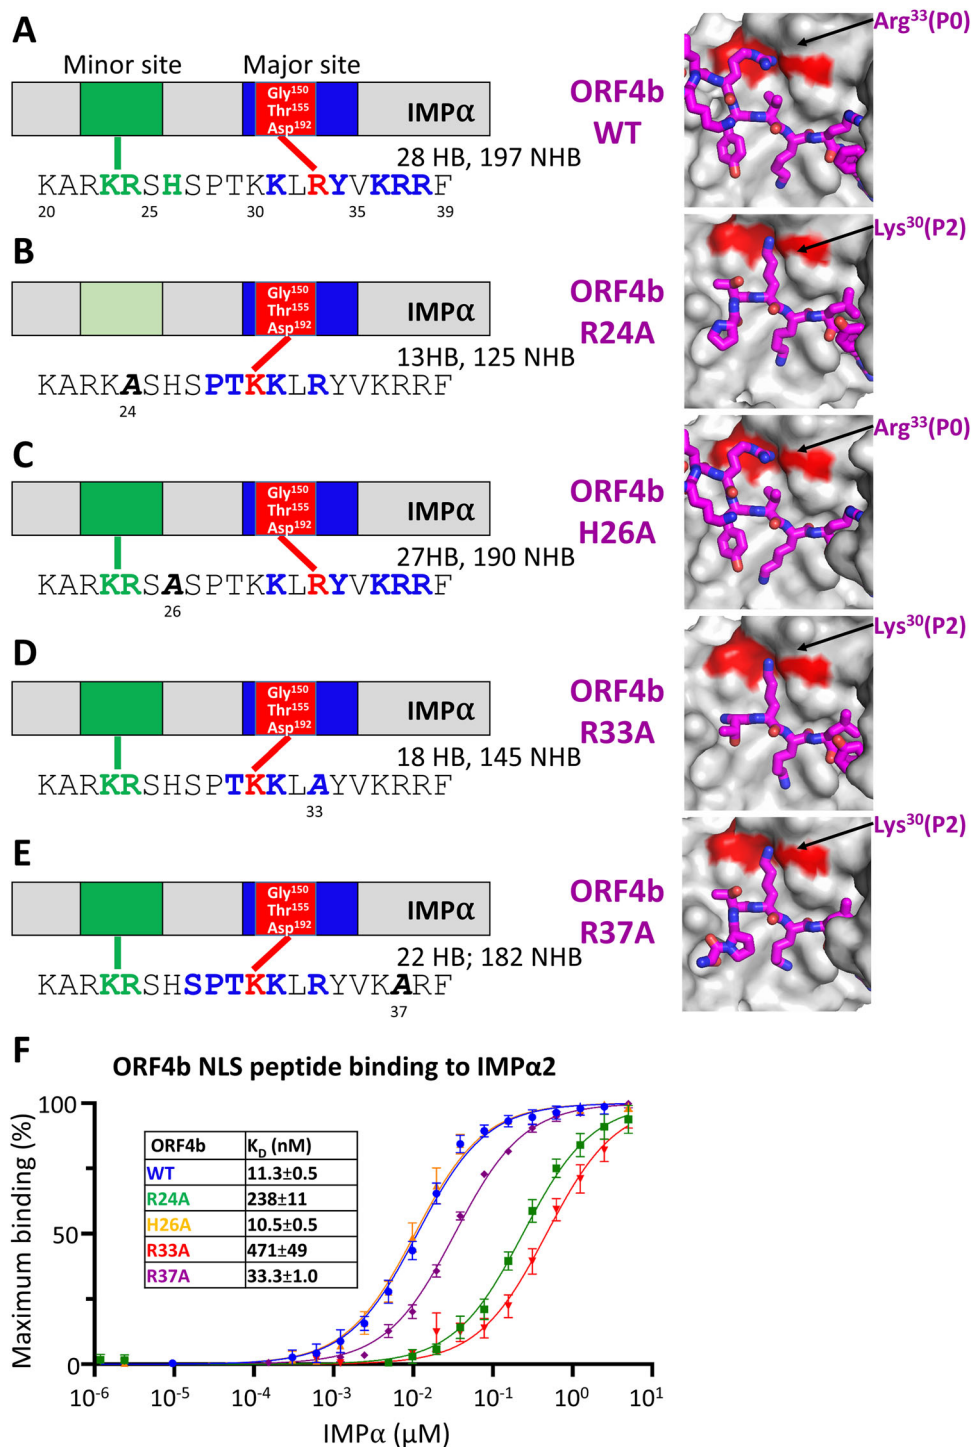 A
Minor site Major site
Gly150
Thr155
Asp192
IMPα
28 HB, 197 NHB
KARKRSHSPTKKLRYVKRRF
20 25 30 35 39
ORF4b
WT
Arg33(P0)
B
Gly150
Thr155
Asp192
IMPα
13HB, 125 NHB
KARKASHSPTKKLRYVKRRF
24
ORF4b
R24A
Lys30(P2)
C
Gly150
Thr155
Asp192
IMPα
27HB, 190 NHB
KARKRSASPTKKLRYVKRRF
26
ORF4b
H26A
Arg33(P0)
D
Gly150
Thr155
Asp192
IMPα
18 HB, 145 NHB
KARKRSHSPTKKLAYVKRRF
33
ORF4b
R33A
Lys30(P2)
E
Gly150
Thr155
Asp192
IMPα
22 HB; 182 NHB
KARKRSHSPTKKLRYVKARF
37
ORF4b
R37A
Lys30(P2)
F
ORF4b NLS peptide binding to IMPα2
Maximum binding (%)
100
50
0
ORF4b KD (nM)
WT 11.3±0.5
R24A 238±11
H26A 10.5±0.5
R33A 471±49
R37A 33.3±1.0
10-6 10-5 10-4 10-3 10-2 10-1 100 101
IMPα (μM)